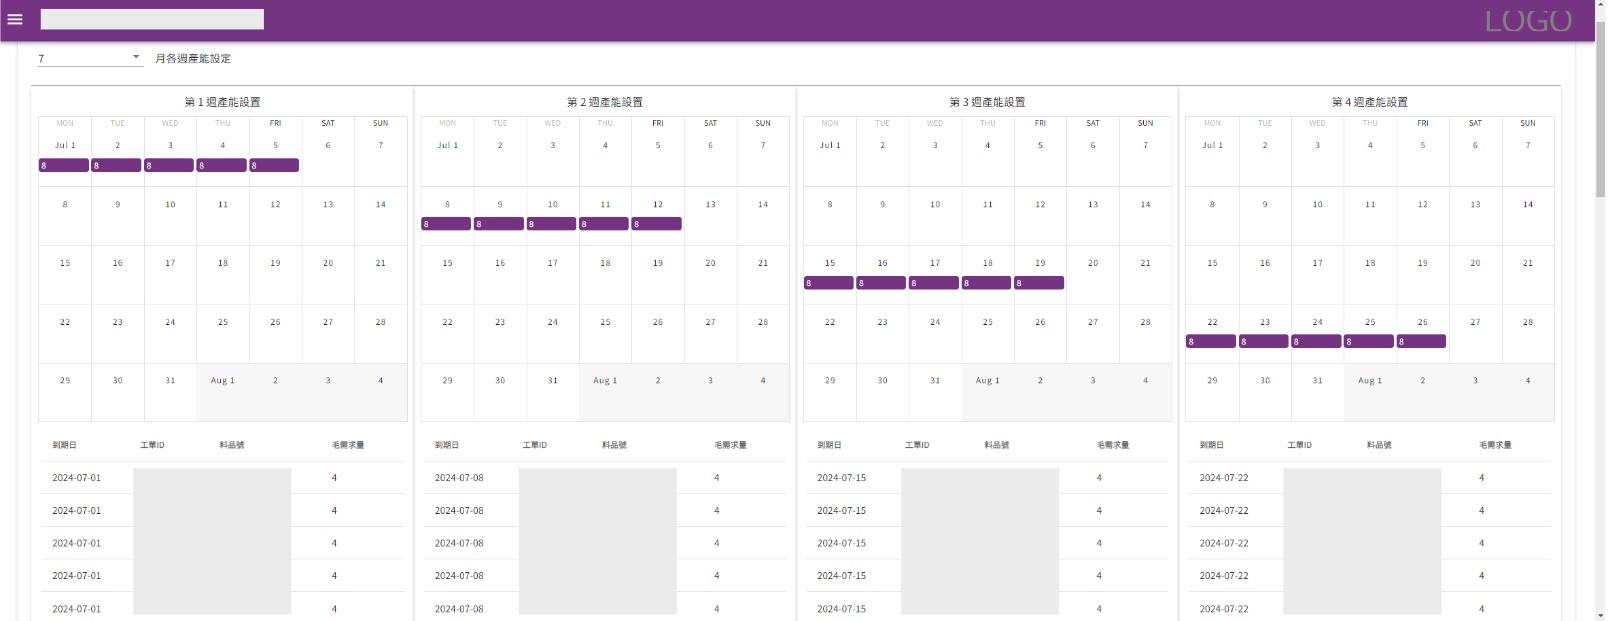 LOGO
7 月各週產能設定
第 1 週產能設置
MON TUE WED THU FRI SAT SUN
Jul 1 2 3 4 5 6 7
8 8 8 8 8
8 9 10 11 12 13 14
15 16 17 18 19 20 21
22 23 24 25 26 27 28
29 30 31 Aug 1 2 3 4
到期日 工單ID 料品號 毛需求量
2024-07-01 4
2024-07-01 4
2024-07-01 4
2024-07-01 4
2024-07-01 4
第 2 週產能設置
MON TUE WED THU FRI SAT SUN
Jul 1 2 3 4 5 6 7
8 9 10 11 12 13 14
8 8 8 8 8
15 16 17 18 19 20 21
22 23 24 25 26 27 28
29 30 31 Aug 1 2 3 4
到期日 工單ID 料品號 毛需求量
2024-07-08 4
2024-07-08 4
2024-07-08 4
2024-07-08 4
2024-07-08 4
第 3 週產能設置
MON TUE WED THU FRI SAT SUN
Jul 1 2 3 4 5 6 7
8 9 10 11 12 13 14
15 16 17 18 19 20 21
8 8 8 8 8
22 23 24 25 26 27 28
29 30 31 Aug 1 2 3 4
到期日 工單ID 料品號 毛需求量
2024-07-15 4
2024-07-15 4
2024-07-15 4
2024-07-15 4
2024-07-15 4
第 4 週產能設置
MON TUE WED THU FRI SAT SUN
Jul 1 2 3 4 5 6 7
8 9 10 11 12 13 14
15 16 17 18 19 20 21
22 23 24 25 26 27 28
8 8 8 8 8
29 30 31 Aug 1 2 3 4
到期日 工單ID 料品號 毛需求量
2024-07-22 4
2024-07-22 4
2024-07-22 4
2024-07-22 4
2024-07-22 4